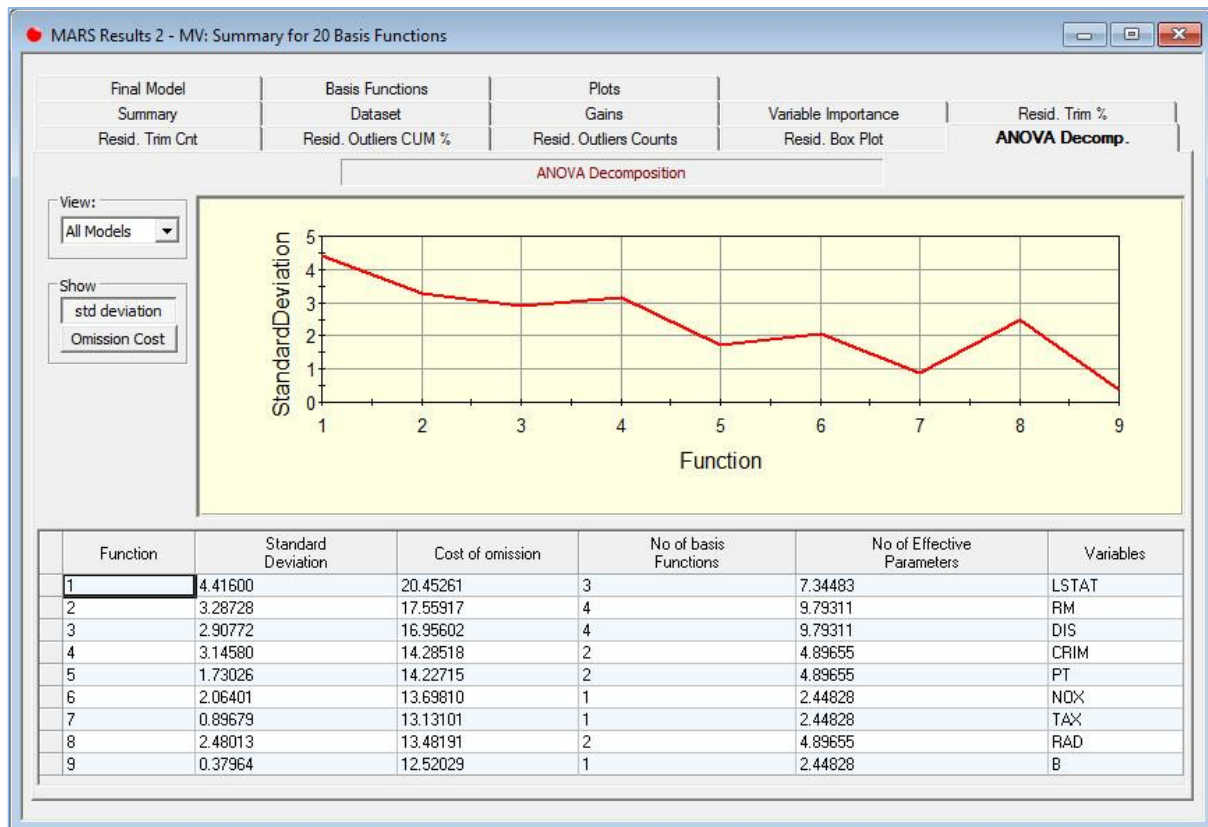 MARS Results 2 - MV: Summary for 20 Basis Functions
Final Model Basis Functions Plots
Summary Dataset Gains Variable Importance Resid. Trim %
Resid. Trim Cnt Resid. Outliers CUM % Resid. Outliers Counts Resid. Box Plot ANOVA Decomp.
ANOVA Decomposition
View:
All Models
Show
std deviation
Omission Cost
StandardDeviation
5
4
3
2
1
0
1 2 3 4 5 6 7 8 9
Function
Function Standard Deviation Cost of omission No of basis Functions No of Effective Parameters Variables
1 4.41600 20.45261 3 7.34483 LSTAT
2 3.28728 17.55917 4 9.79311 RM
3 2.90772 16.95602 4 9.79311 DIS
4 3.14580 14.28518 2 4.89655 CRIM
5 1.73026 14.22715 2 4.89655 PT
6 2.06401 13.69810 1 2.44828 NOX
7 0.89679 13.13101 1 2.44828 TAX
8 2.48013 13.48191 2 4.89655 RAD
9 0.37964 12.52029 1 2.44828 B